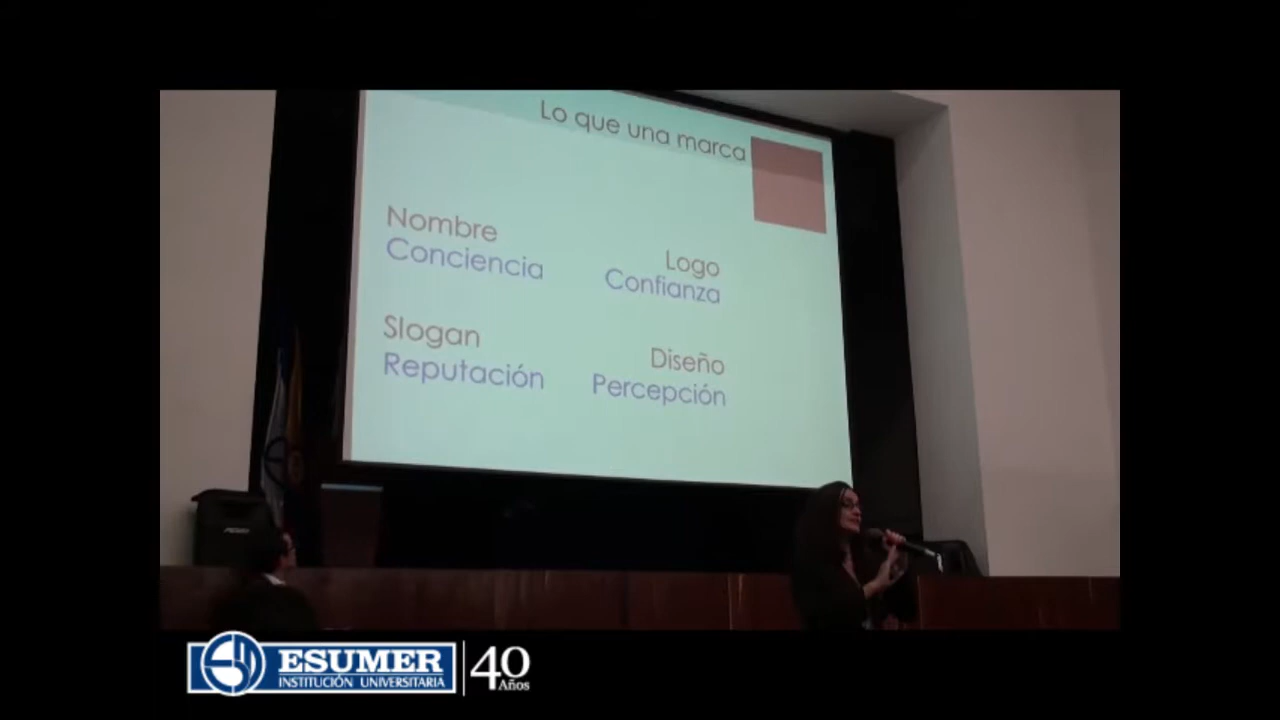 Lo que una marca
Nombre
Conciencia
Logo
Confianza
Slogan
Reputación
Diseño
Percepción
ESUMER
INSTITUCIÓN UNIVERSITARIA
40
Años